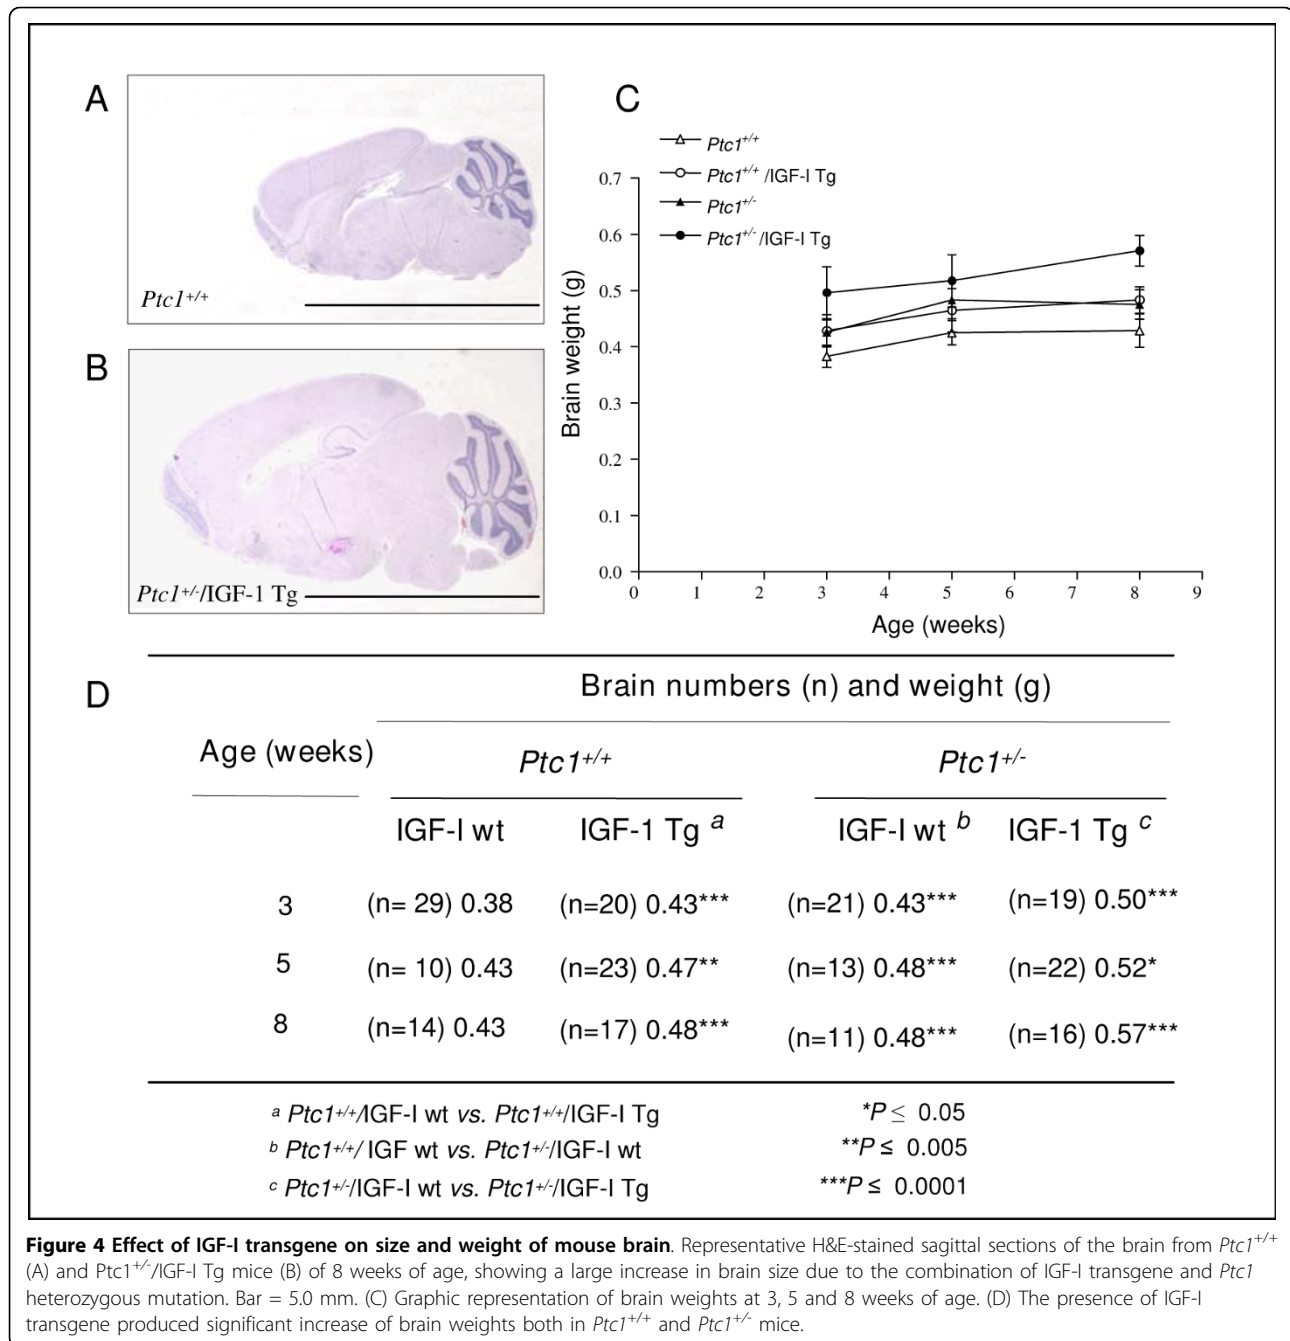 A
Ptc1+/+
B
Ptc1+/-/IGF-1 Tg
C
Ptc1+/+
Ptc1+/+ /IGF-I Tg
Ptc1+/-
Ptc1+/- /IGF-I Tg
0.7
0.6
0.5
0.4
0.3
0.2
0.1
0.0
Brain weight (g)
0 1 2 3 4 5 6 7 8 9
Age (weeks)
D
Brain numbers (n) and weight (g)
Age (weeks) Ptc1+/+ Ptc1+/-
IGF-I wt IGF-1 Tg a IGF-I wt b IGF-1 Tg c
3 (n= 29) 0.38 (n=20) 0.43*** (n=21) 0.43*** (n=19) 0.50***
5 (n= 10) 0.43 (n=23) 0.47** (n=13) 0.48*** (n=22) 0.52*
8 (n=14) 0.43 (n=17) 0.48*** (n=11) 0.48*** (n=16) 0.57***
a Ptc1+/+/IGF-I wt vs. Ptc1+/+/IGF-I Tg *P ≤ 0.05
b Ptc1+/+/ IGF wt vs. Ptc1+/-/IGF-I wt **P ≤ 0.005
c Ptc1+/-/IGF-I wt vs. Ptc1+/-/IGF-I Tg ***P ≤ 0.0001
Figure 4 Effect of IGF-I transgene on size and weight of mouse brain. Representative H&E-stained sagittal sections of the brain from Ptc1+/+
(A) and Ptc1+/-/IGF-I Tg mice (B) of 8 weeks of age, showing a large increase in brain size due to the combination of IGF-I transgene and Ptc1
heterozygous mutation. Bar = 5.0 mm. (C) Graphic representation of brain weights at 3, 5 and 8 weeks of age. (D) The presence of IGF-I
transgene produced significant increase of brain weights both in Ptc1+/+ and Ptc1+/- mice.